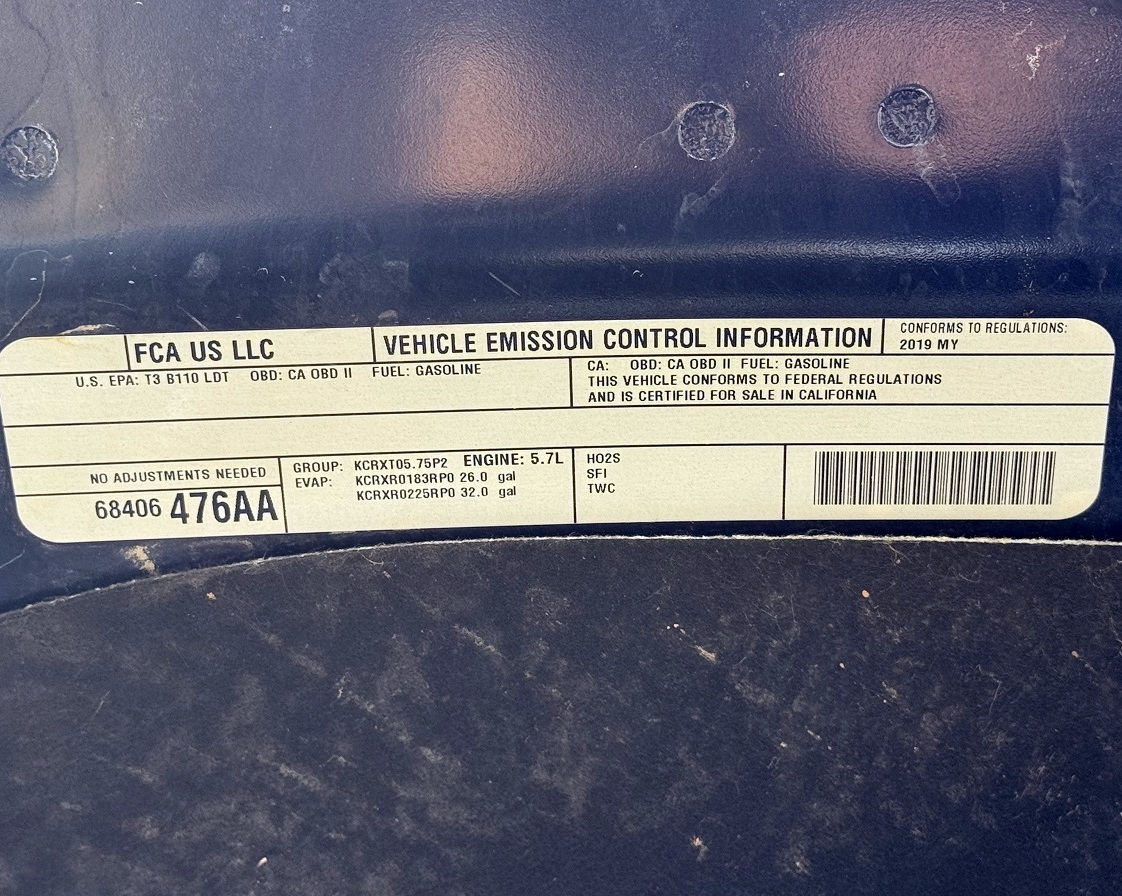 FCA US LLC
VEHICLE EMISSION CONTROL INFORMATION
CONFORMS TO REGULATIONS:
2019 MY
U.S. EPA: T3 B110 LDT OBD: CA OBD II FUEL: GASOLINE
CA: OBD: CA OBD II FUEL: GASOLINE
THIS VEHICLE CONFORMS TO FEDERAL REGULATIONS
AND IS CERTIFIED FOR SALE IN CALIFORNIA
NO ADJUSTMENTS NEEDED
68406 476AA
GROUP: KCRXT05.75P2 ENGINE: 5.7L
EVAP: KCRXR0183RP0 26.0 gal
KCRXR0225RP0 32.0 gal
HO2S
SFI
TWC